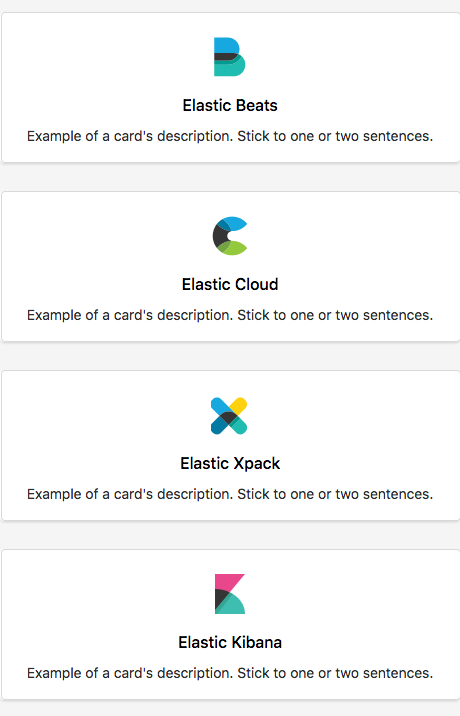 Elastic Beats
Example of a card's description. Stick to one or two sentences.
Elastic Cloud
Example of a card's description. Stick to one or two sentences.
Elastic Xpack
Example of a card's description. Stick to one or two sentences.
Elastic Kibana
Example of a card's description. Stick to one or two sentences.